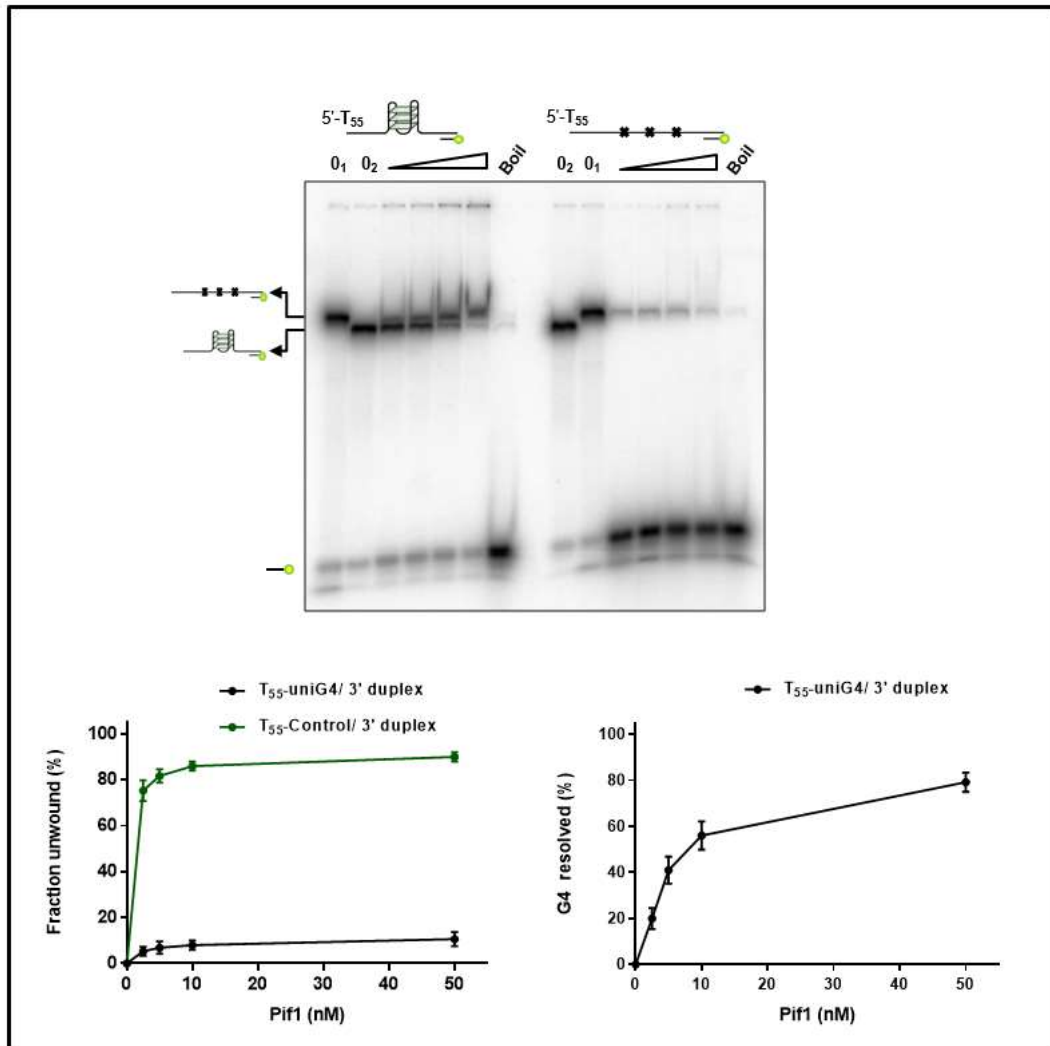 5'-T₅₅ 5'-T₅₅
0₁ 0₂ Boil 0₂ 0₁ Boil
T₅₅-uniG4/ 3' duplex
T₅₅-Control/ 3' duplex
Fraction unwound (%)
100
80
60
40
20
0
0 10 20 30 40 50
Pif1 (nM)
T₅₅-uniG4/ 3' duplex
G4 resolved (%)
100
80
60
40
20
0
0 10 20 30 40 50
Pif1 (nM)